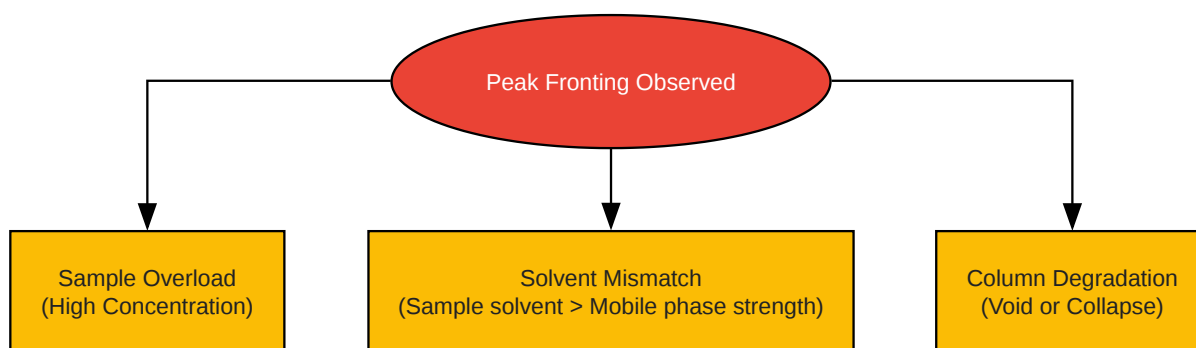 Peak Fronting Observed
Sample Overload
(High Concentration)
Solvent Mismatch
(Sample solvent > Mobile phase strength)
Column Degradation
(Void or Collapse)